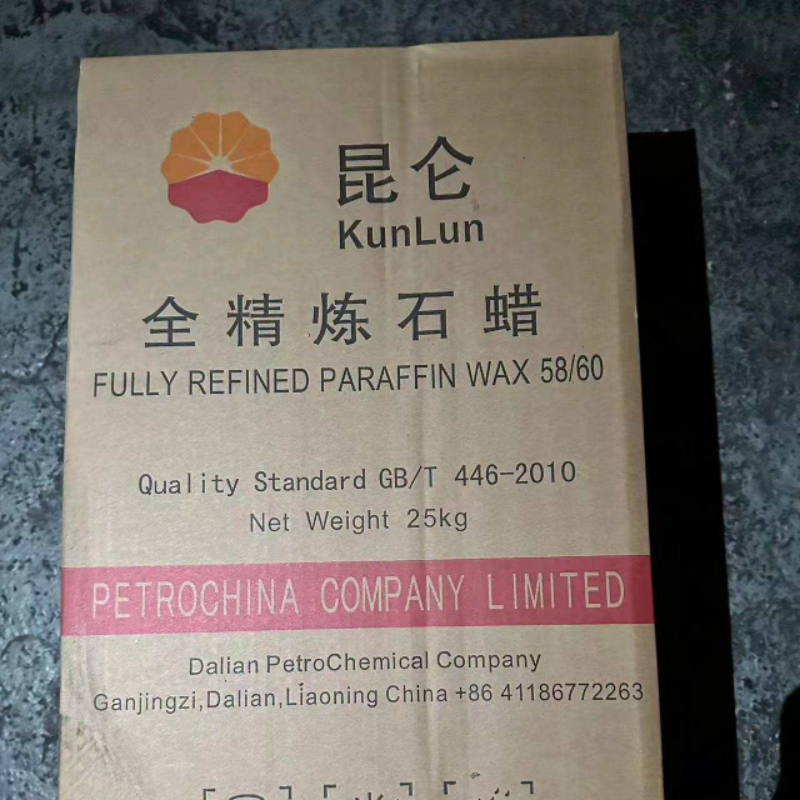 昆仑
KunLun
全精炼石蜡
FULLY REFINED PARAFFIN WAX 58/60
Quality Standard GB/T 446-2010
Net Weight 25kg
PETROCHINA COMPANY LIMITED
Dalian PetroChemical Company
Ganjingzi,Dalian,Liaoning China +86 41186772263